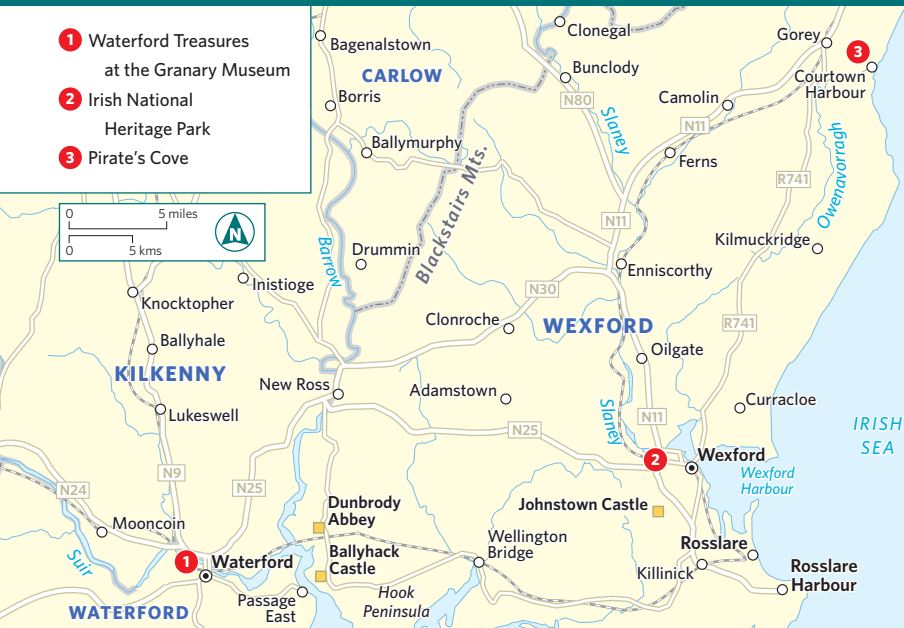 1 Waterford Treasures
at the Granary Museum
2 Irish National
Heritage Park
3 Pirate's Cove
0 5 miles
0 5 kms
N
Clonegal
Bagenalstown
CARLOW
Bunclody
Gorey
3
Courtown
Harbour
Borris
N80
Camolin
Slaney
N11
Ballymurphy
Ferns
Owenavorragh
R741
Blackstairs Mts.
N11
Barrow
Drummin
Kilmuckridge
Enniscorthy
Inistioge
N30
Knocktopher
Clonroche
WEXFORD
R741
Ballyhale
Oilgate
KILKENNY
New Ross
Adamstown
Curracloe
Lukeswell
Slaney
N11
IRISH
SEA
N25
2
Wexford
Wexford
Harbour
N9
N24
N25
Dunbrody
Abbey
Johnstown Castle
Mooncoin
Wellington
Bridge
Rosslare
Suir
1
Waterford
Ballyhack
Castle
Killinick
Rosslare
Harbour
Hook
Peninsula
Passage
East
WATERFORD